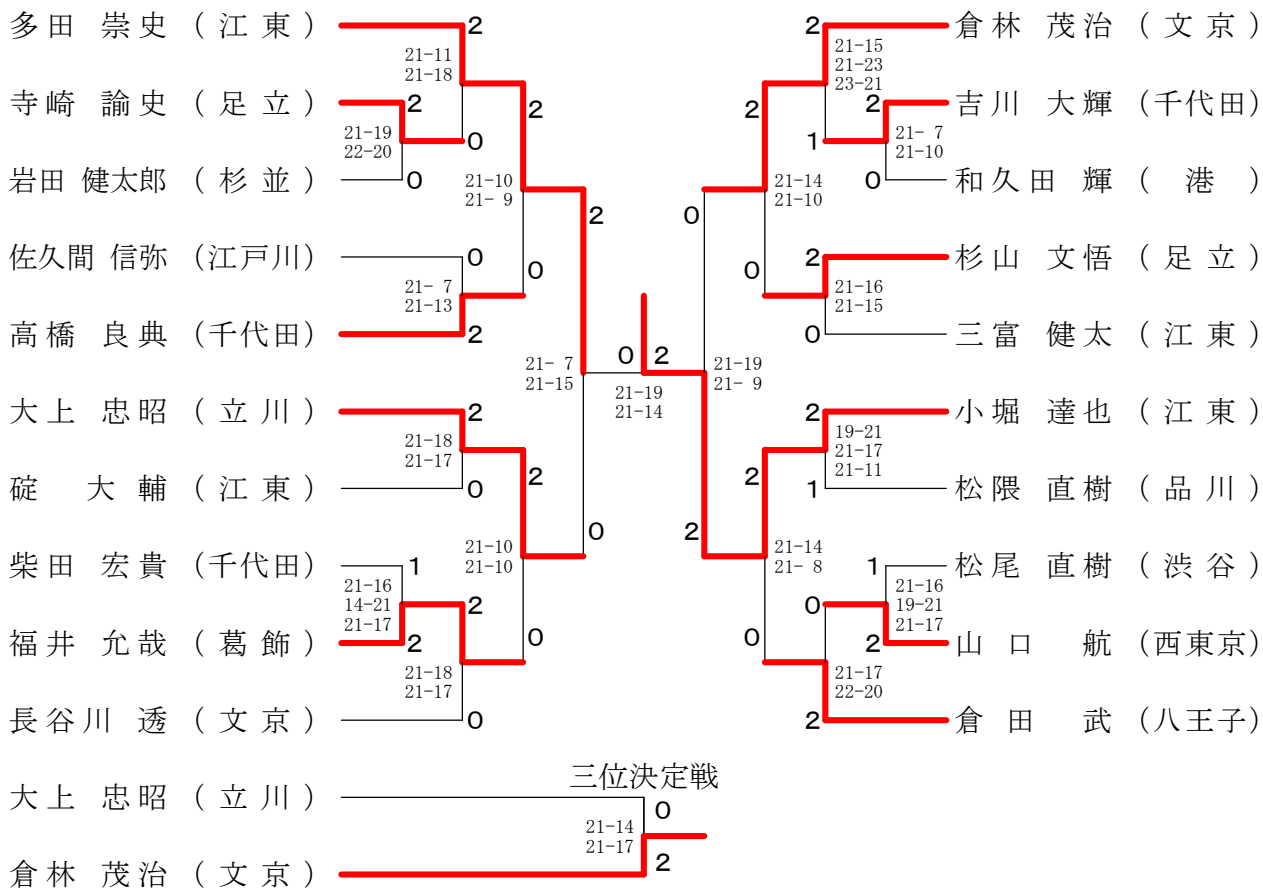 多田 崇史 （ 江 東 ） 2 2 倉林 茂治 （ 文 京 ）
21-11 21-15
21-18 21-23
23-21
寺崎 諭史 （ 足 立 ） 2 2 2 2 吉川 大輝 （千代田）
21-19 0 1 21- 7
22-20 21-10
岩田 健太郎 （ 杉 並 ） 0 0 和久田 輝 （ 港 ）
21-10 21-14
21- 9 21-10
2 0
佐久間 信弥 （江戸川） 0 2 杉山 文悟 （ 足 立 ）
0 0
21- 7 21-16
21-13 21-15
高橋 良典 （千代田） 2 0 三富 健太 （ 江 東 ）
21- 7 0 2 21-19
21-15 21-19 21- 9
21-14
大上 忠昭 （ 立 川 ） 2 2 小堀 達也 （ 江 東 ）
21-18 19-21
21-17 21-17
21-11
碇 大輔 （ 江 東 ） 0 2 2 1 松隈 直樹 （ 品 川 ）
0 2
21-10 21-14
21-10 21- 8
柴田 宏貴 （千代田） 1 1 松尾 直樹 （ 渋 谷 ）
21-16 21-16
14-21 2 0 19-21
21-17 21-17
福井 允哉 （ 葛 飾 ） 2 0 0 2 山口 航 （西東京）
21-18 21-17
21-17 22-20
長谷川 透 （ 文 京 ） 0 2 倉田 武 （八王子）
三位決定戦
大上 忠昭 （ 立 川 ） 0
21-14
21-17
倉林 茂治 （ 文 京 ） 2